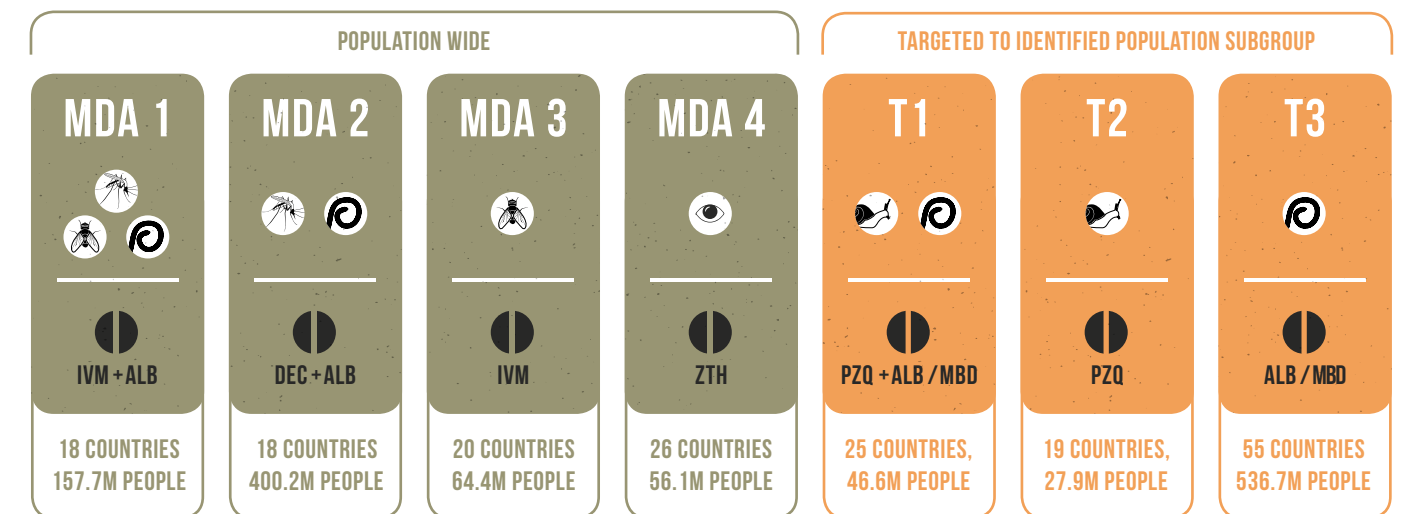 POPULATION WIDE
TARGETED TO IDENTIFIED POPULATION SUBGROUP
MDA 1
IVM + ALB
18 COUNTRIES
157.7M PEOPLE
MDA 2
DEC + ALB
18 COUNTRIES
400.2M PEOPLE
MDA 3
IVM
20 COUNTRIES
64.4M PEOPLE
MDA 4
ZTH
26 COUNTRIES
56.1M PEOPLE
T1
PZQ + ALB / MBD
25 COUNTRIES,
46.6M PEOPLE
T2
PZQ
19 COUNTRIES,
27.9M PEOPLE
T3
ALB / MBD
55 COUNTRIES
536.7M PEOPLE